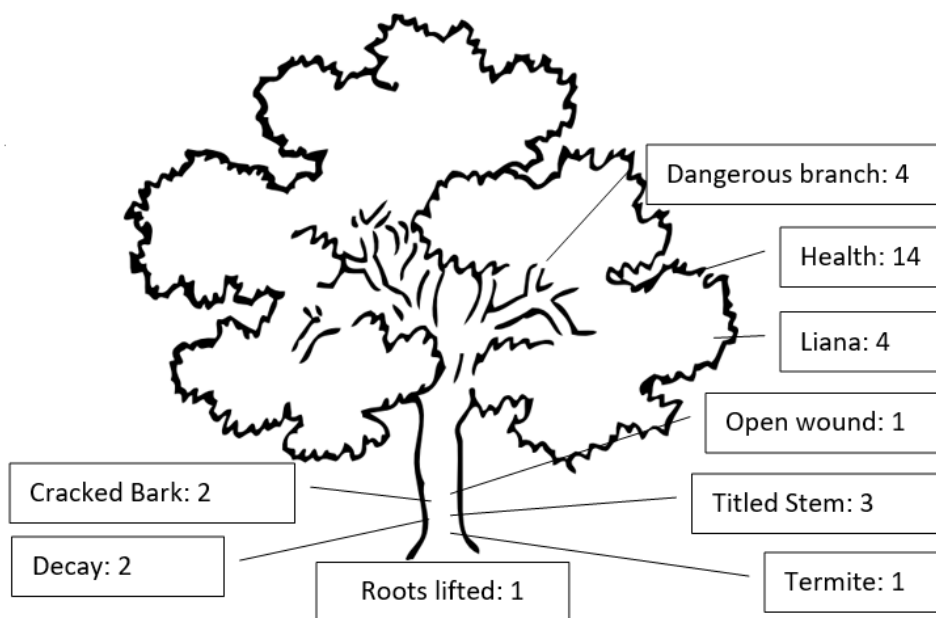 Dangerous branch: 4
Health: 14
Liana: 4
Open wound: 1
Cracked Bark: 2
Titled Stem: 3
Decay: 2
Termite: 1
Roots lifted: 1